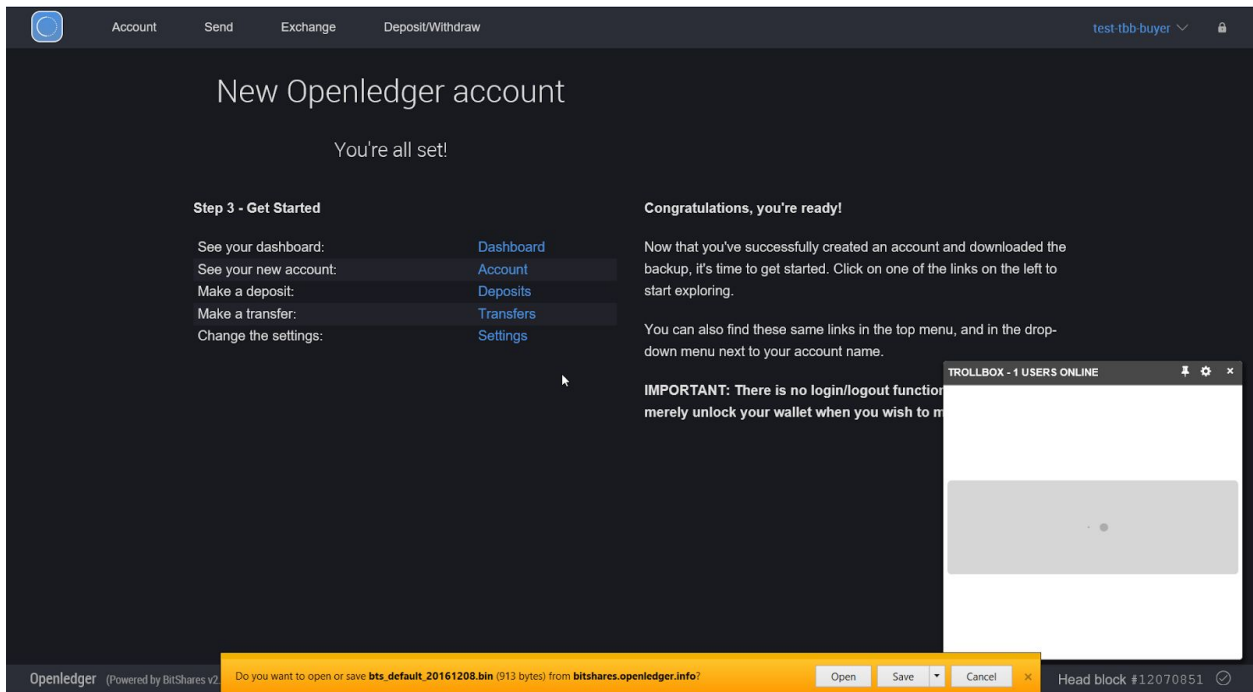 Account Send Exchange Deposit/Withdraw test-tbb-buyer
New Openledger account
You're all set!
Step 3 - Get Started
See your dashboard: Dashboard
See your new account: Account
Make a deposit: Deposits
Make a transfer: Transfers
Change the settings: Settings
Congratulations, you're ready!
Now that you've successfully created an account and downloaded the
backup, it's time to get started. Click on one of the links on the left to
start exploring.
You can also find these same links in the top menu, and in the drop-
down menu next to your account name.
IMPORTANT: There is no login/logout function
merely unlock your wallet when you wish to m
TROLLBOX - 1 USERS ONLINE
Do you want to open or save bts_default_20161208.bin (913 bytes) from bitshares.openledger.info?
Open Save Cancel
Openledger (Powered by BitShares v2
Head block #12070851